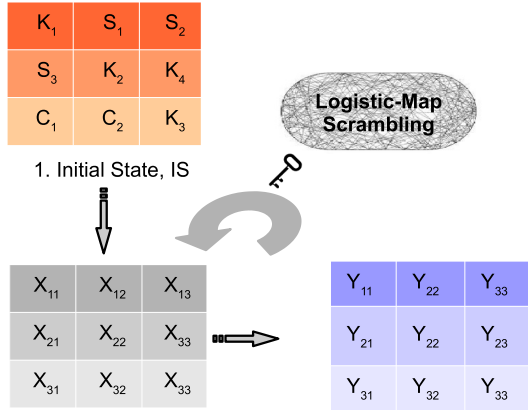 K1 S1 S2
S3 K2 K4
C1 C2 K3
Logistic-Map
Scrambling
1. Initial State, IS
X11 X12 X13
X21 X22 X33
X31 X32 X33
Y11 Y22 Y33
Y21 Y22 Y23
Y31 Y32 Y33